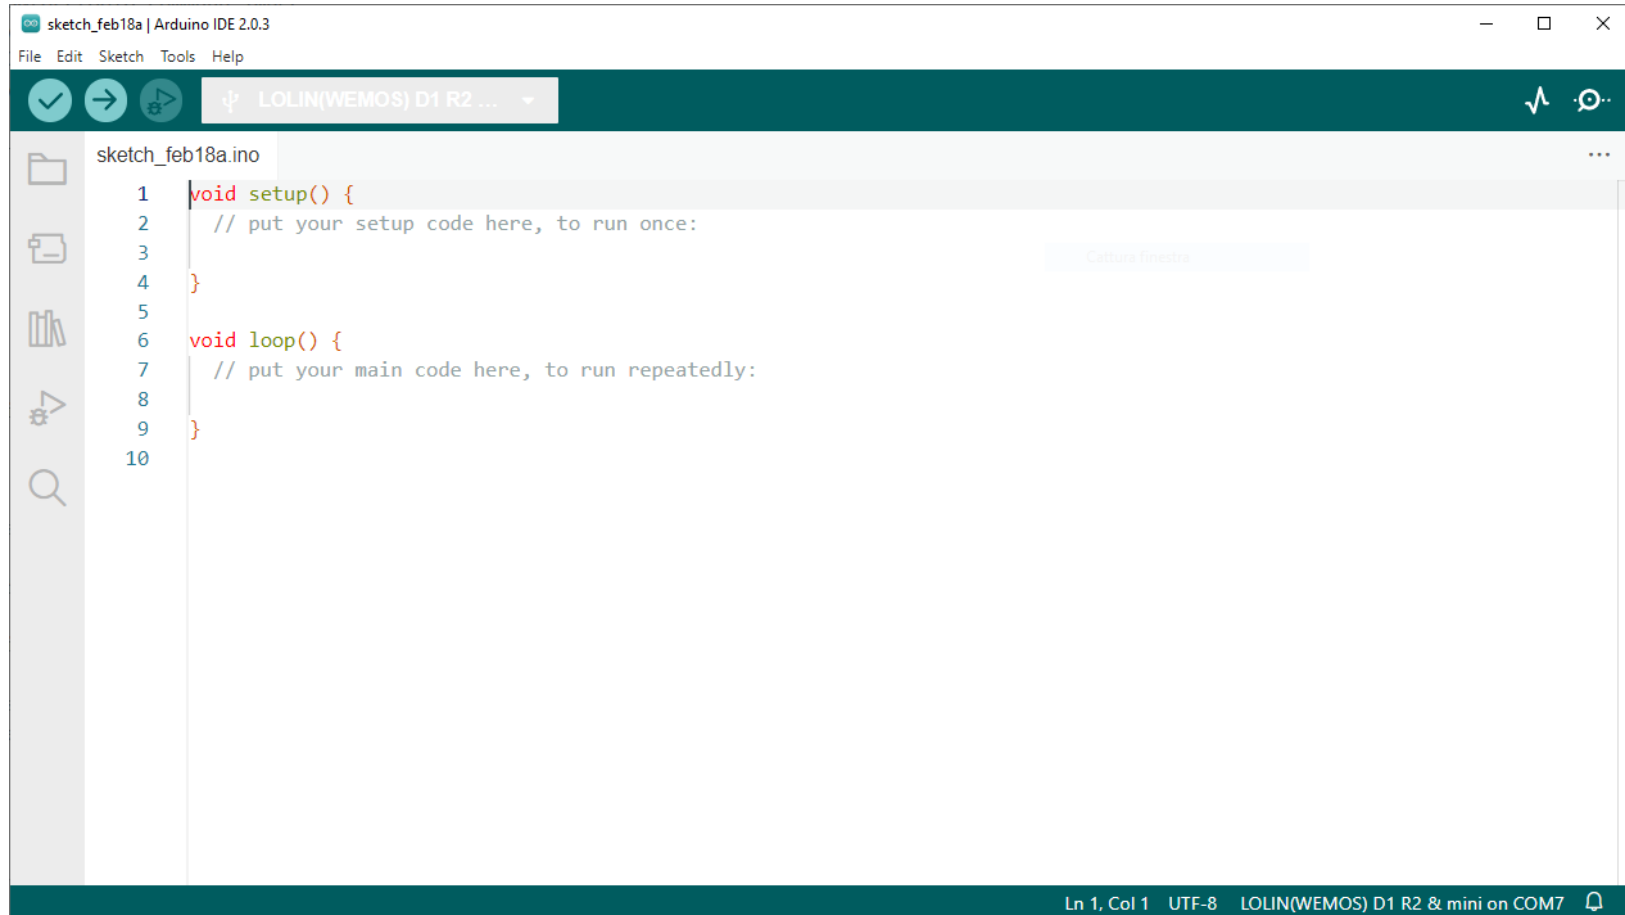 sketch_feb18a | Arduino IDE 2.0.3
File Edit Sketch Tools Help
LOLIN(WEMOS) D1 R2 ...
sketch_feb18a.ino
1 void setup() {
2 // put your setup code here, to run once:
3
4 }
5
6 void loop() {
7 // put your main code here, to run repeatedly:
8
9 }
10
Cattura finestra
Ln 1, Col 1 UTF-8 LOLIN(WEMOS) D1 R2 & mini on COM7